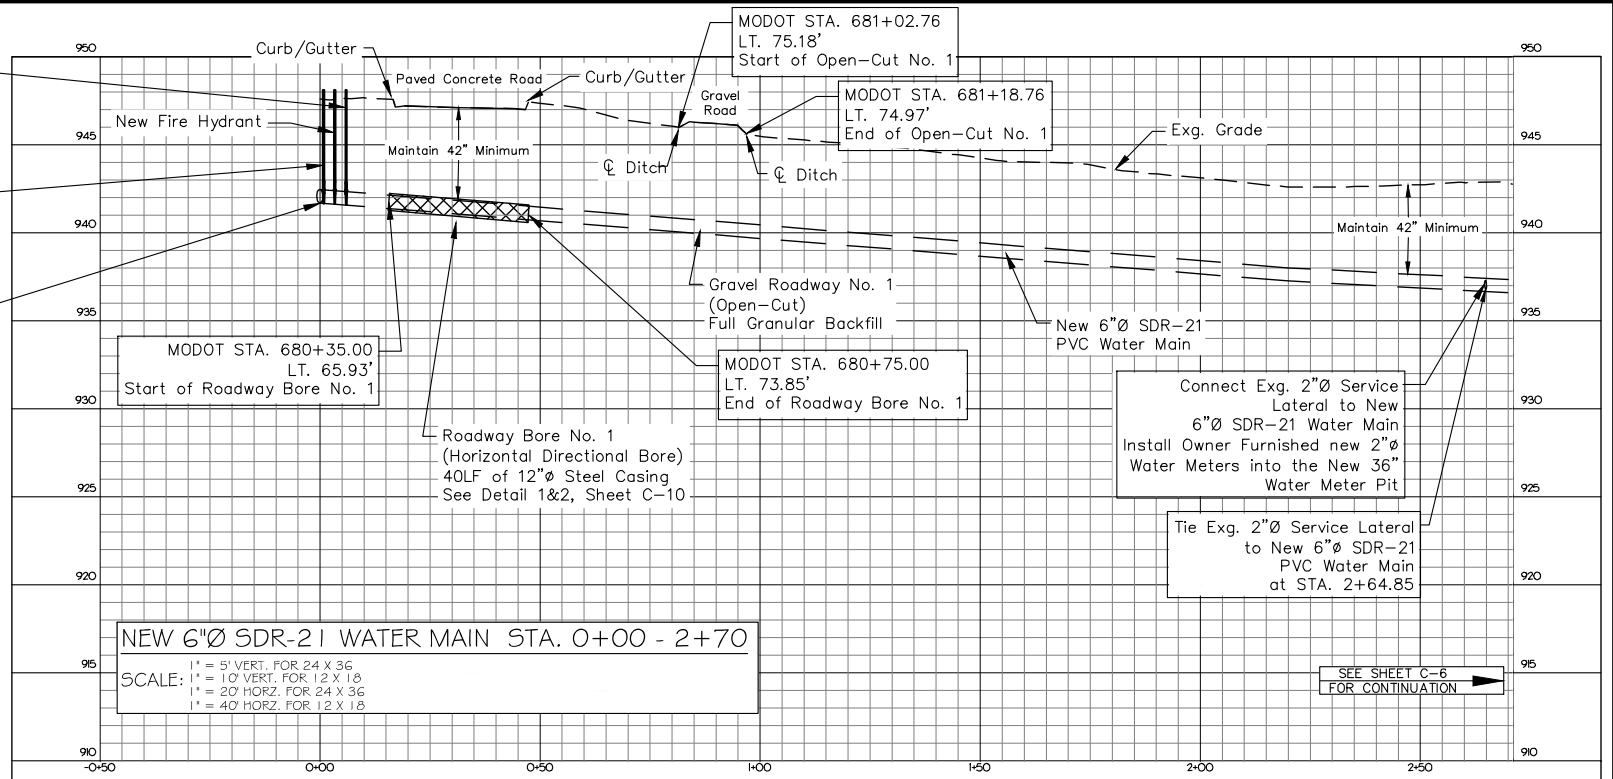 MODOT STA. 681+02.76
LT. 75.18'
Start of Open-Cut No. 1
950
950
Curb/Gutter
Paved Concrete Road
Curb/Gutter
Gravel
Road
MODOT STA. 681+18.76
LT. 74.97'
End of Open-Cut No. 1
New Fire Hydrant
945
945
Exg. Grade
Maintain 42" Minimum
℄ Ditch
℄ Ditch
940
940
Maintain 42" Minimum
Gravel Roadway No. 1
(Open-Cut)
Full Granular Backfill
935
935
New 6"Ø SDR-21
PVC Water Main
MODOT STA. 680+35.00
LT. 65.93'
Start of Roadway Bore No. 1
MODOT STA. 680+75.00
LT. 73.85'
End of Roadway Bore No. 1
Connect Exg. 2"Ø Service
Lateral to New
6"Ø SDR-21 Water Main
Install Owner Furnished new 2"ø
Water Meters into the New 36"
Water Meter Pit
930
930
Roadway Bore No. 1
(Horizontal Directional Bore)
40LF of 12"ø Steel Casing
See Detail 1&2, Sheet C-10
925
925
Tie Exg. 2"Ø Service Lateral
to New 6"ø SDR-21
PVC Water Main
at STA. 2+64.85
920
920
NEW 6"Ø SDR-21 WATER MAIN STA. 0+00 - 2+70
SCALE:
1" = 5' VERT. FOR 24 X 36
1" = 10' VERT. FOR 12 X 18
1" = 20' HORZ. FOR 24 X 36
1" = 40' HORZ. FOR 12 X 18
915
915
SEE SHEET C-6
FOR CONTINUATION
910
910
-0+50
0+00
0+50
1+00
1+50
2+00
2+50